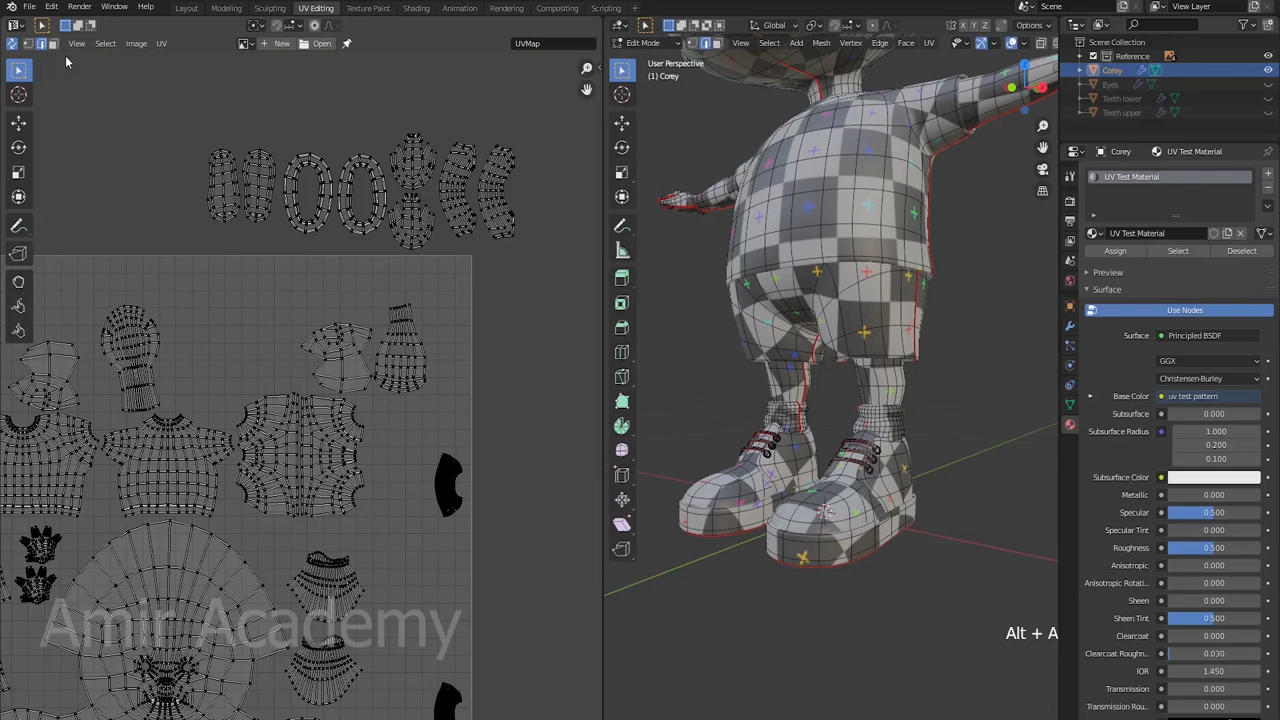 File Edit Render Window Help
Layout Modeling Sculpting UV Editing Texture Paint Shading Animation Rendering Compositing Scripting
Scene View Layer
Global Options
View Select Image UV New Open UVMap
Edit Mode View Select Add Mesh Vertex Edge
User Perspective
(1) Corey
Scene Collection
Reference
Corey
Eyes
Teeth lower
Teeth upper
Corey UV Test Material
UV Test Material
UV Test Material
Assign Select Deselect
Preview
Surface
Use Nodes
Surface Principled BSDF
GGX
Christensen-Burley
Base Color uv test pattern
Subsurface 0.000
Subsurface Radius 1.000
0.200
0.100
Subsurface Color
Metallic 0.000
Specular 0.500
Specular Tint 0.000
Roughness 0.500
Anisotropic 0.000
Anisotropic Rotati.. 0.000
Sheen 0.000
Sheen Tint 0.500
Clearcoat 0.000
Clearcoat Roughn.. 0.030
IOR 1.450
Transmission 0.000
Transmission Rou.. 0.000
Alt + A
Amir Academy